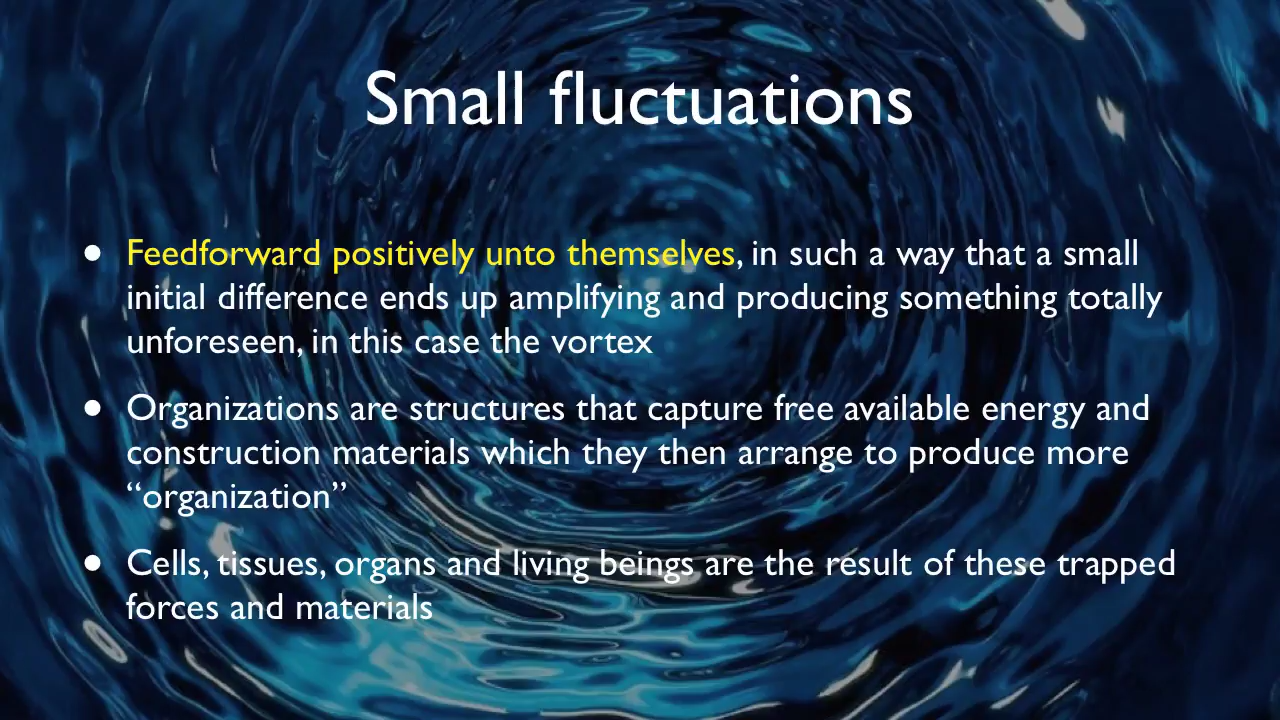 Small fluctuations
• Feedforward positively unto themselves, in such a way that a small
initial difference ends up amplifying and producing something totally
unforeseen, in this case the vortex
• Organizations are structures that capture free available energy and
construction materials which they then arrange to produce more
“organization”
• Cells, tissues, organs and living beings are the result of these trapped
forces and materials